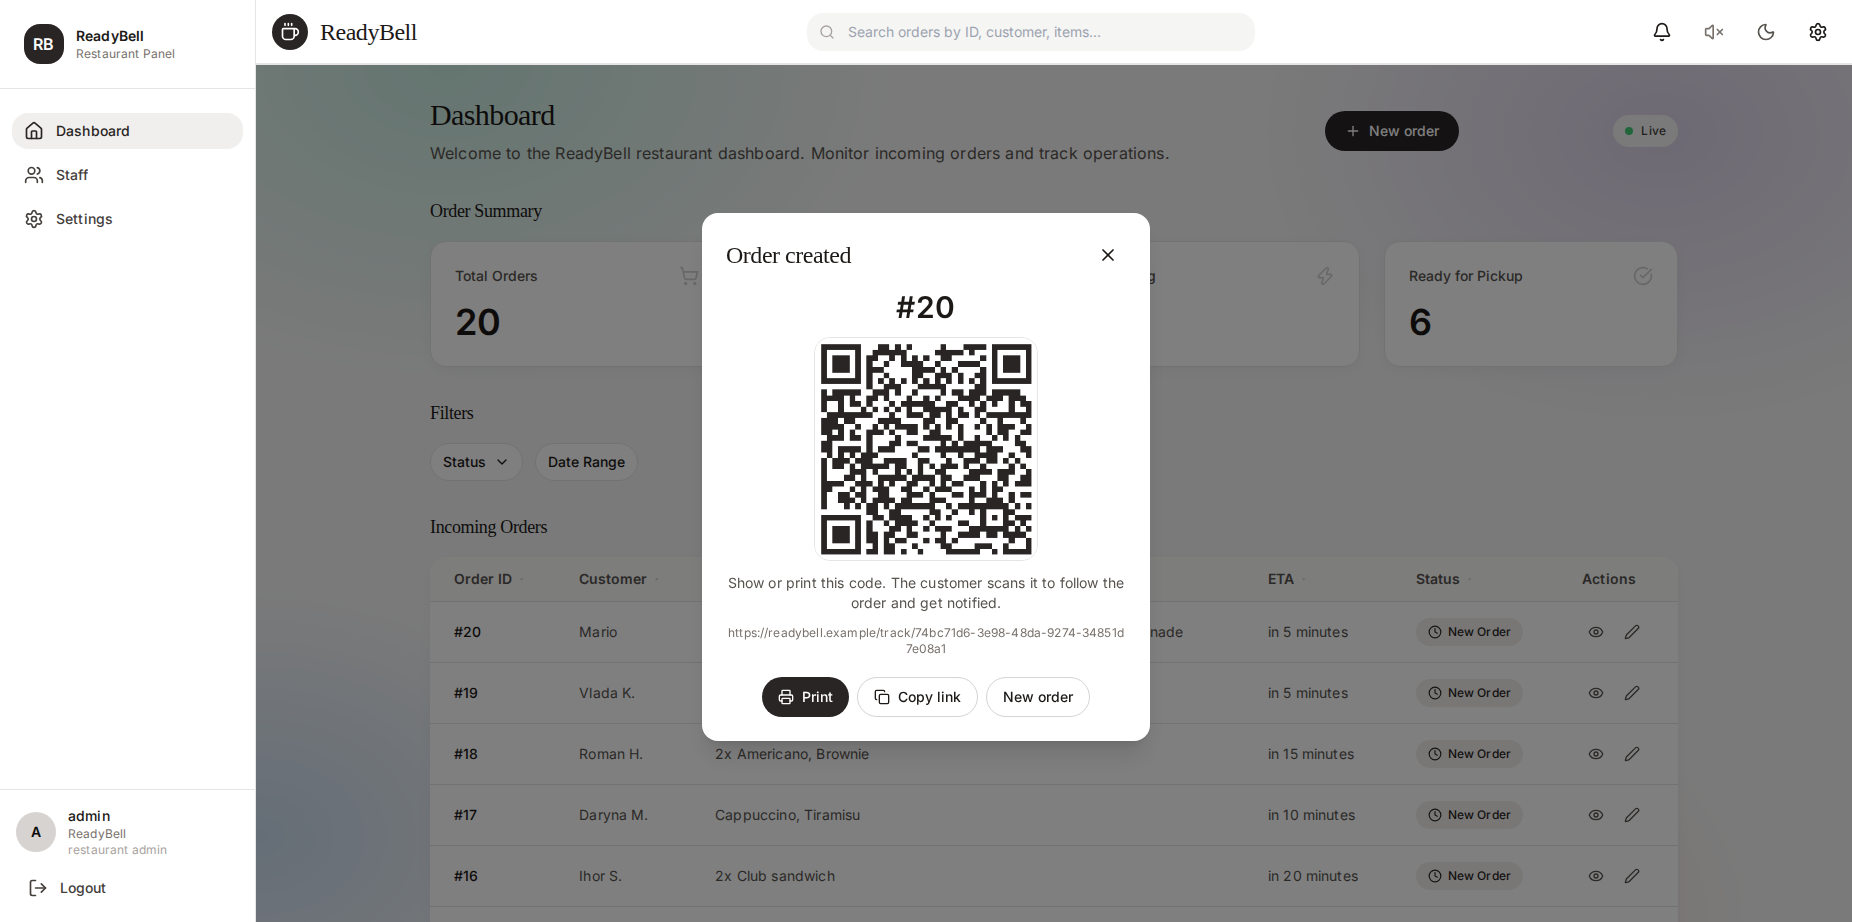 RB
ReadyBell
Restaurant Panel
Dashboard
Staff
Settings
admin
A
ReadyBell
restaurant admin
Logout
ReadyBell
Search orders by ID, customer, items...
Dashboard
Welcome to the ReadyBell restaurant dashboard. Monitor incoming orders and track operations.
New order
Live
Order Summary
Total Orders
20
g
Ready for Pickup
6
Filters
Status
Date Range
Incoming Orders
Order ID Customer ETA Status Actions
#20 Mario nade in 5 minutes New Order
#19 Vlada K. in 5 minutes New Order
#18 Roman H. 2x Americano, Brownie in 15 minutes New Order
#17 Daryna M. Cappuccino, Tiramisu in 10 minutes New Order
#16 Ihor S. 2x Club sandwich in 20 minutes New Order
Order created
#20
Show or print this code. The customer scans it to follow the
order and get notified.
https://readybell.example/track/74bc71d6-3e98-48da-9274-34851d
7e08a1
Print
Copy link
New order